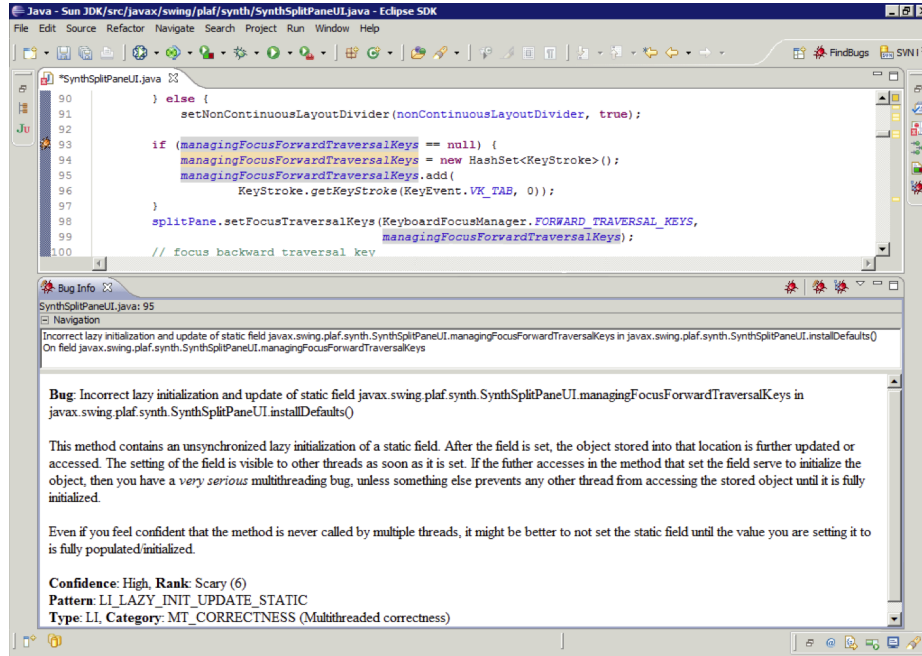 Java - Sun JDK/src/javax/swing/plaf/synth/SynthSplitPaneUI.java - Eclipse SDK
File Edit Source Refactor Navigate Search Project Run Window Help
FindBugs SVN
*SynthSplitPaneUI.java
90 } else {
91 setNonContinuousLayoutDivider(nonContinuousLayoutDivider, true);
92
93 if (managingFocusForwardTraversalKeys == null) {
94 managingFocusForwardTraversalKeys = new HashSet<KeyStroke>();
95 managingFocusForwardTraversalKeys.add(
96 KeyStroke.getKeyStroke(KeyEvent.VK_TAB, 0));
97 }
98 splitPane.setFocusTraversalKeys(KeyboardFocusManager.FORWARD_TRAVERSAL_KEYS,
99 managingFocusForwardTraversalKeys);
100 // focus backward traversal key
Ju
Bug Info
SynthSplitPaneUI.java: 95
Navigation
Incorrect lazy initialization and update of static field javax.swing.plaf.synth.SynthSplitPaneUI.managingFocusForwardTraversalKeys in javax.swing.plaf.synth.SynthSplitPaneUI.installDefaults()
On field javax.swing.plaf.synth.SynthSplitPaneUI.managingFocusForwardTraversalKeys
Bug: Incorrect lazy initialization and update of static field javax.swing.plaf.synth.SynthSplitPaneUI.managingFocusForwardTraversalKeys in
javax.swing.plaf.synth.SynthSplitPaneUI.installDefaults()
This method contains an unsynchronized lazy initialization of a static field. After the field is set, the object stored into that location is further updated or
accessed. The setting of the field is visible to other threads as soon as it is set. If the futher accesses in the method that set the field serve to initialize the
object, then you have a very serious multithreading bug, unless something else prevents any other thread from accessing the stored object until it is fully
initialized.
Even if you feel confident that the method is never called by multiple threads, it might be better to not set the static field until the value you are setting it to
is fully populated/initialized.
Confidence: High, Rank: Scary (6)
Pattern: LI_LAZY_INIT_UPDATE_STATIC
Type: LI, Category: MT_CORRECTNESS (Multithreaded correctness)